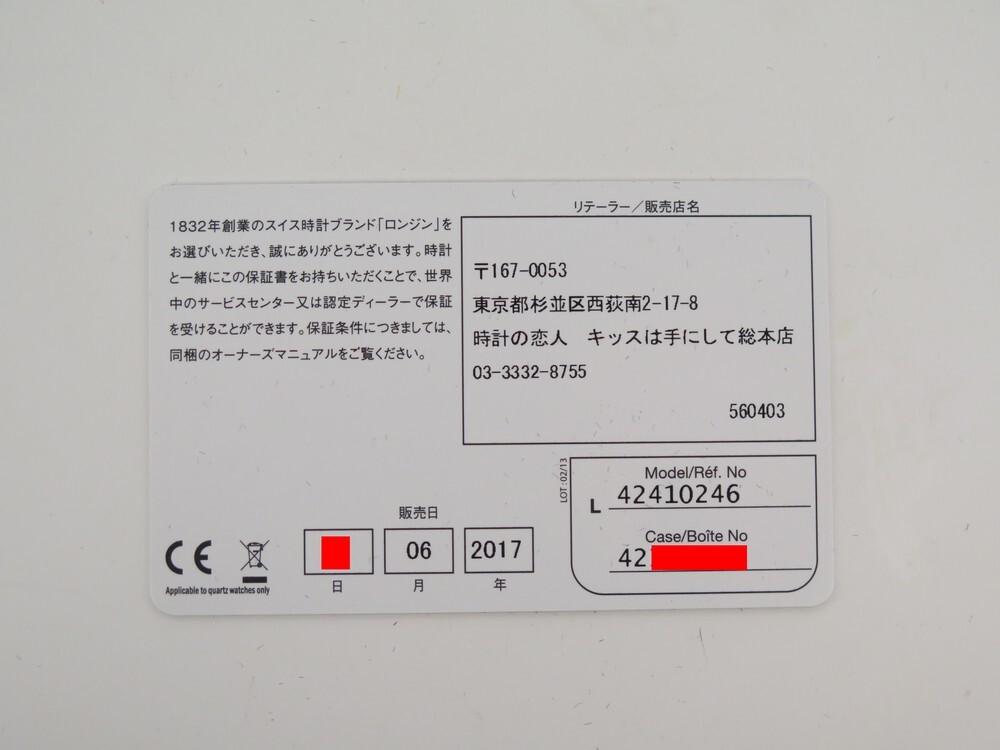 1832年創業のスイス時計ブランド「ロンジン」を
お選びいただき、誠にありがとうございます。時計
と一緒にこの保証書をお持ちいただくことで、世界
中のサービスセンター又は認定ディーラーで保証
を受けることができます。保証条件につきましては、
同梱のオーナーズマニュアルをご覧ください。
リテーラー／販売店名
〒167-0053
東京都杉並区西荻南2-17-8
時計の恋人　キッスは手にして総本店
03-3332-8755
560403
LOT: 02/13
Model/Réf. No
L 42410246
Case/Boîte No
42
販売日
06 2017
日 月 年
CE
Applicable to quartz watches only